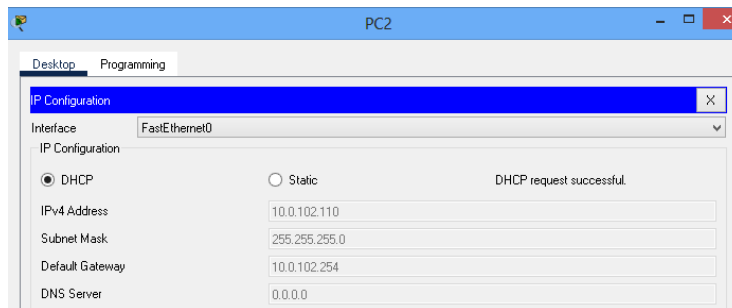 PC2
Desktop Programming
IP Configuration X
Interface FastEthernet0
IP Configuration
DHCP Static DHCP request successful.
IPv4 Address 10.0.102.110
Subnet Mask 255.255.255.0
Default Gateway 10.0.102.254
DNS Server 0.0.0.0